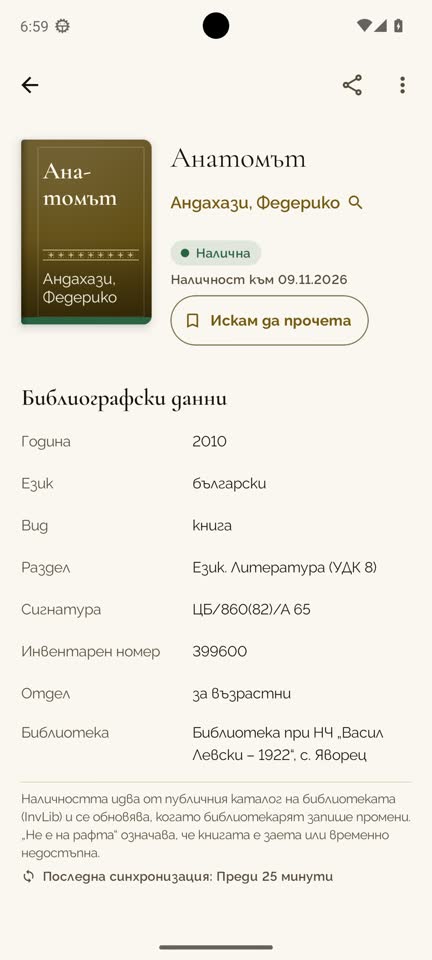 6:59
Ана-
томът
Андахази,
Федерико
Анатомът
Андахази, Федерико
Налична
Наличност към 09.11.2026
Искам да прочета
Библиографски данни
Година 2010
Език български
Вид книга
Раздел Език. Литература (УДК 8)
Сигнатура ЦБ/860(82)/А 65
Инвентарен номер 399600
Отдел за възрастни
Библиотека Библиотека при НЧ „Васил
Левски – 1922“, с. Яворец
Наличността идва от публичния каталог на библиотеката
(InvLib) и се обновява, когато библиотекарят запише промени.
„Не е на рафта“ означава, че книгата е заета или временно
недостъпна.
Последна синхронизация: Преди 25 минути